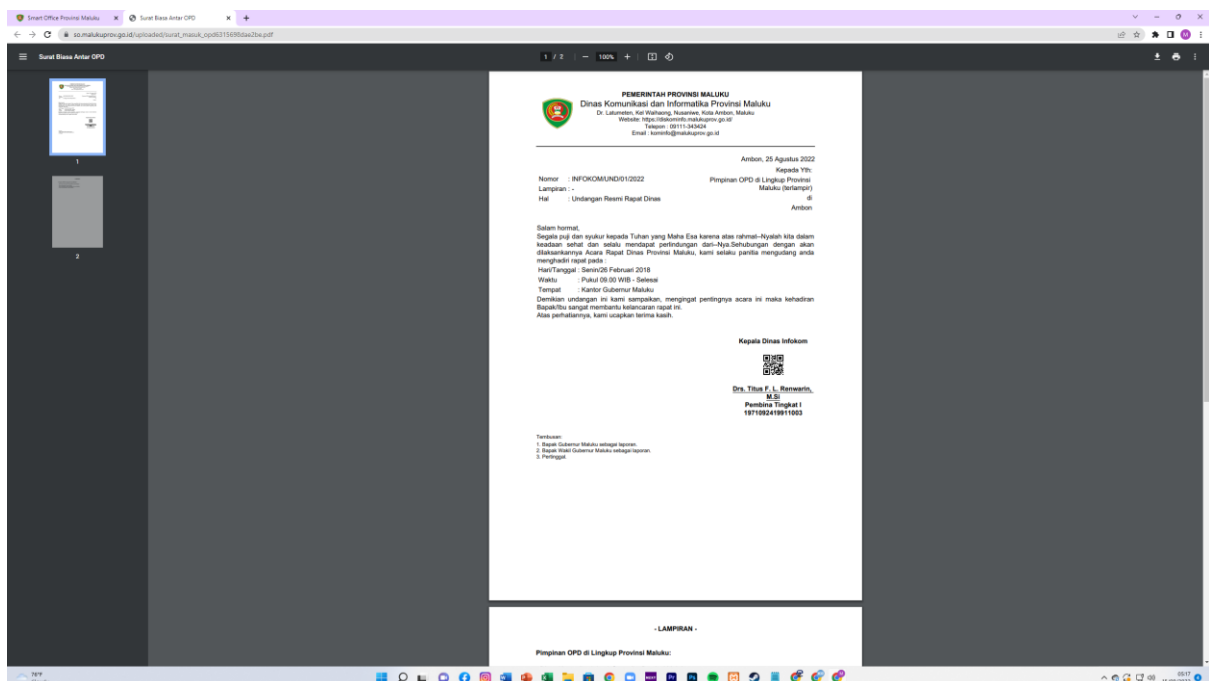 Smart Office Provinsi Maluku
Surat Biasa Antar OPD
so.malukuprov.go.id/uploaded/surat_masuk_opd6315698dae2be.pdf
Surat Biasa Antar OPD
1 / 2
100%
1
2
PEMERINTAH PROVINSI MALUKU
Dinas Komunikasi dan Informatika Provinsi Maluku
Dr. Latumeten, Kel Waihaong, Nusaniwe, Kota Ambon, Maluku
Website: https://diskominfo.malukuprov.go.id/
Telepon : 09111-343424
Email : kominfo@malukuprov.go.id
Ambon, 25 Agustus 2022
Kepada Yth:
Nomor : INFOKOM/UND/01/2022
Pimpinan OPD di Lingkup Provinsi
Lampiran : -
Maluku (terlampir)
Hal : Undangan Resmi Rapat Dinas
di
Ambon
Salam hormat,
Segala puji dan syukur kepada Tuhan yang Maha Esa karena atas rahmat--Nyalah kita dalam
keadaan sehat dan selalu mendapat perlindungan dari--Nya.Sehubungan dengan akan
dilaksankannya Acara Rapat Dinas Provinsi Maluku, kami selaku panitia mengudang anda
menghadiri rapat pada :
Hari/Tanggal : Senin/26 Februari 2018
Waktu : Pukul 09.00 WIB - Selesai
Tempat : Kantor Gubernur Maluku
Demikian undangan ini kami sampaikan, mengingat pentingnya acara ini maka kehadiran
Bapak/Ibu sangat membantu kelancaran rapat ini.
Atas perhatiannya, kami ucapkan terima kasih.
Kepala Dinas Infokom
Drs. Titus F. L. Renwarin,
M.Si
Pembina Tingkat I
1971092419911003
Tembusan:
1. Bapak Gubernur Maluku sebagai laporan.
2. Bapak Wakil Gubernur Maluku sebagai laporan.
3. Pertinggal.
- LAMPIRAN -
Pimpinan OPD di Lingkup Provinsi Maluku:
76°F
05:17